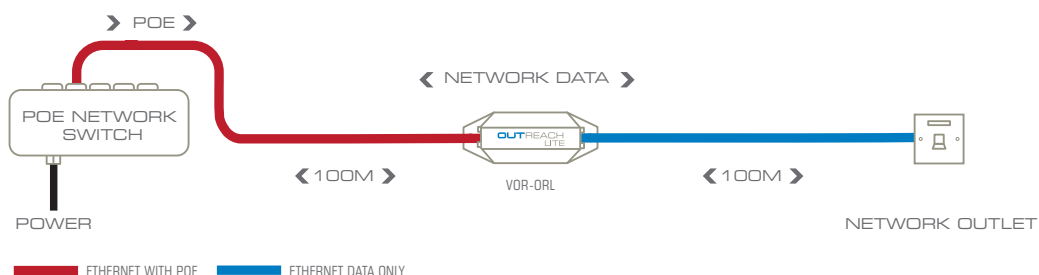 POE
NETWORK DATA
POE NETWORK
SWITCH
OUTREACH
LITE
100M
VOR-ORL
100M
POWER
NETWORK OUTLET
ETHERNET WITH POE
ETHERNET DATA ONLY